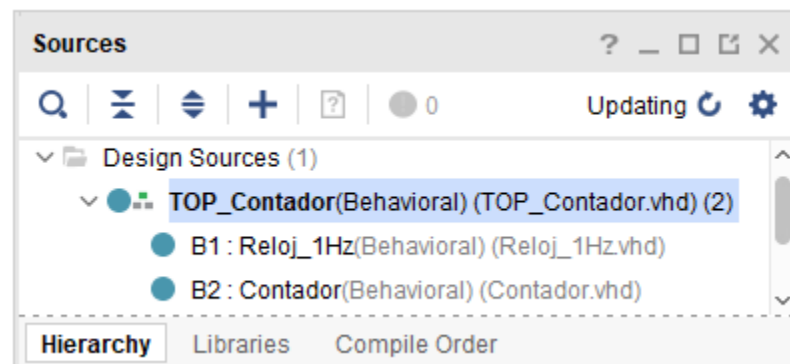 Sources ?
? 0 Updating
Design Sources (1)
TOP_Contador(Behavioral) (TOP_Contador.vhd) (2)
B1 : Reloj_1Hz(Behavioral) (Reloj_1Hz.vhd)
B2 : Contador(Behavioral) (Contador.vhd)
Hierarchy Libraries Compile Order